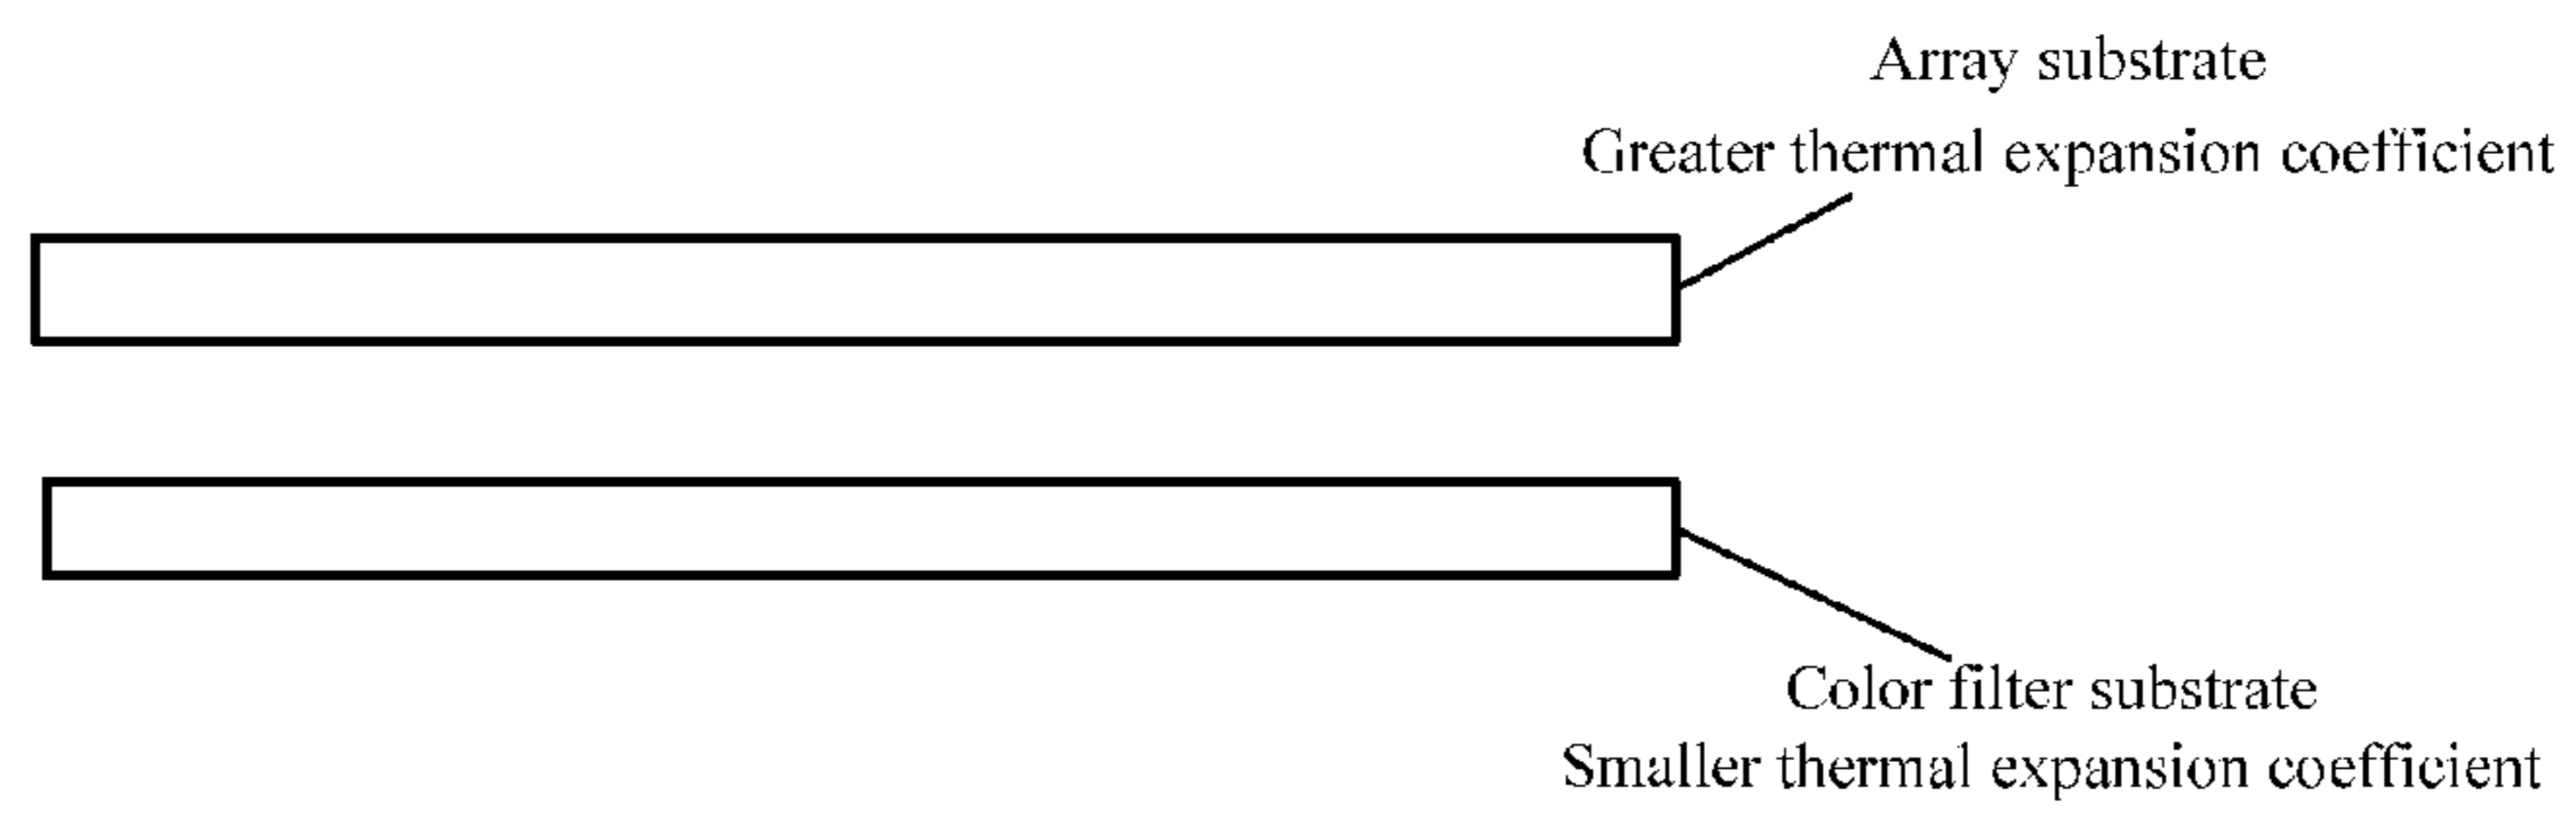 Array substrate
Greater thermal expansion coefficient
Color filter substrate
Smaller thermal expansion coefficient